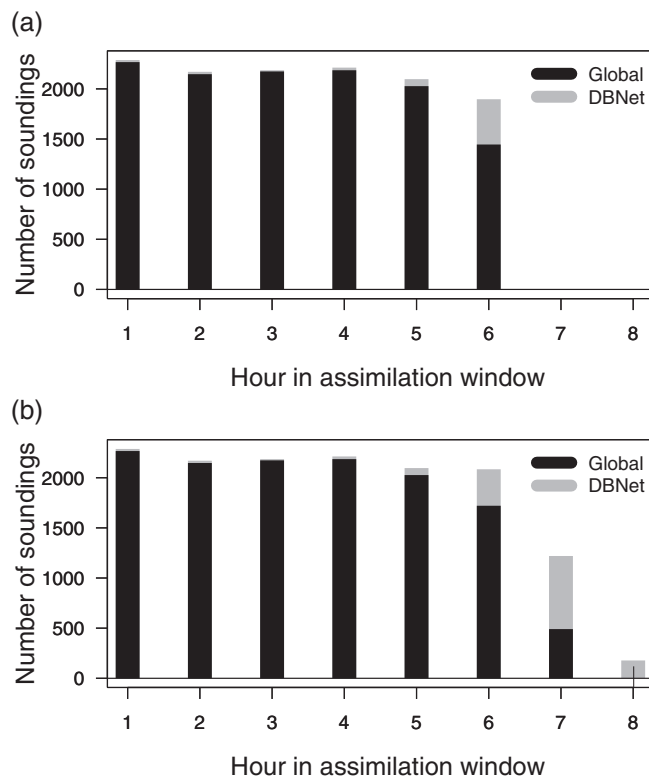 (a)
Number of soundings
2000
1500
1000
500
0
Global
DBNet
1 2 3 4 5 6 7 8
Hour in assimilation window
(b)
Number of soundings
2000
1500
1000
500
0
Global
DBNet
1 2 3 4 5 6 7 8
Hour in assimilation window